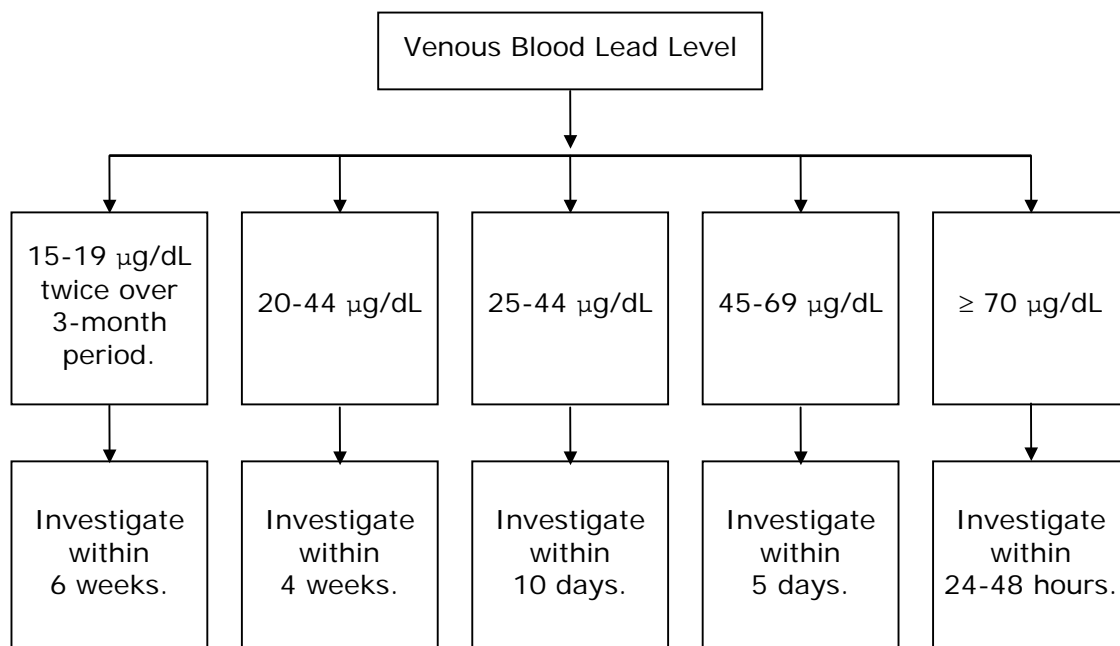 Venous Blood Lead Level
15-19 μg/dL
twice over
3-month
period.
20-44 μg/dL
25-44 μg/dL
45-69 μg/dL
≥ 70 μg/dL
Investigate
within
6 weeks.
Investigate
within
4 weeks.
Investigate
within
10 days.
Investigate
within
5 days.
Investigate
within
24-48 hours.